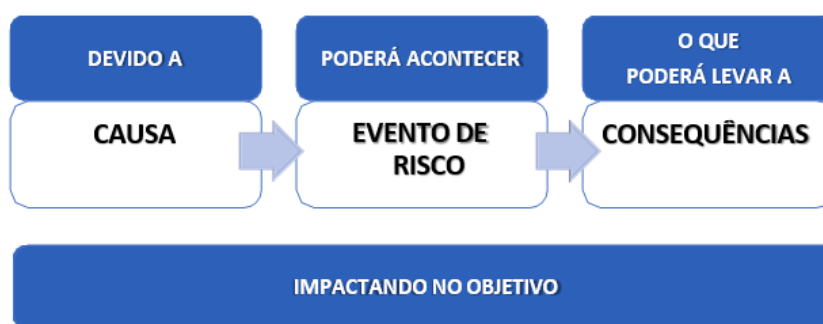 DEVIDO A
CAUSA
PODERÁ ACONTECER
EVENTO DE
RISCO
O QUE
PODERÁ LEVAR A
CONSEQUÊNCIAS
IMPACTANDO NO OBJETIVO